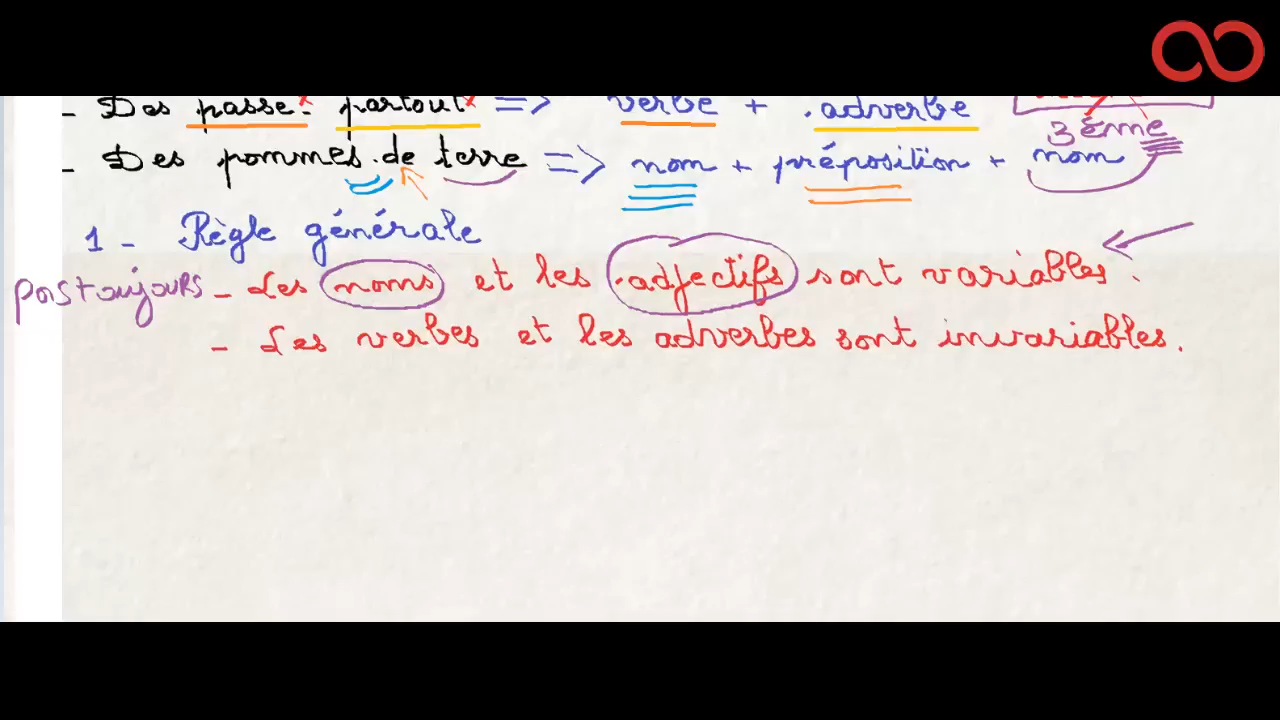 - Des passe-partout => verbe + adverbe
3ème
- Des pommes de terre => nom + préposition + nom
1 - Règle générale
pas toujours - Les noms et les adjectifs sont variables.
- Les verbes et les adverbes sont invariables.